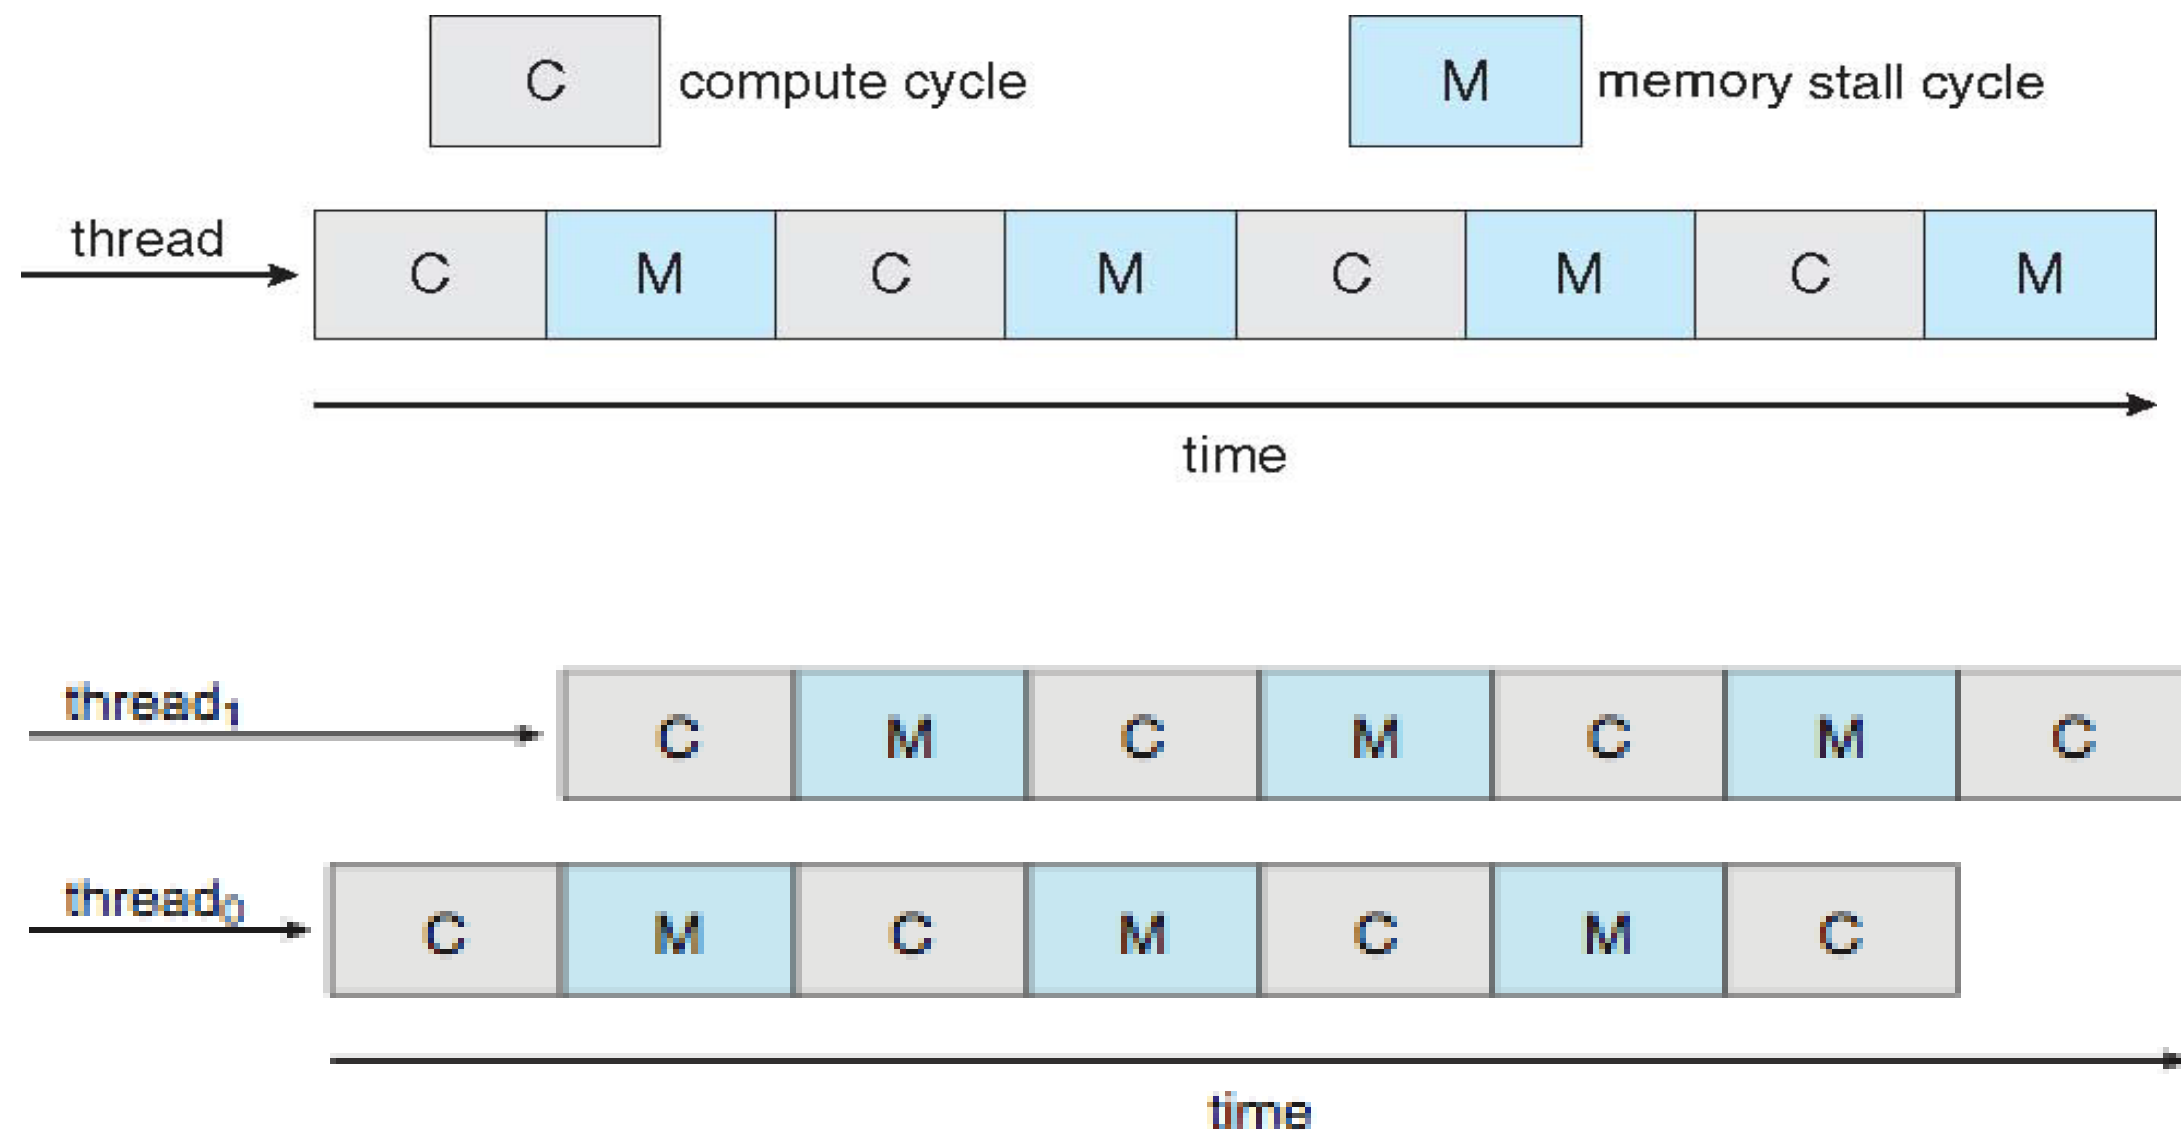 C compute cycle M memory stall cycle
thread
C M C M C M C M
time
thread1
C M C M C M C
thread0
C M C M C M C
time